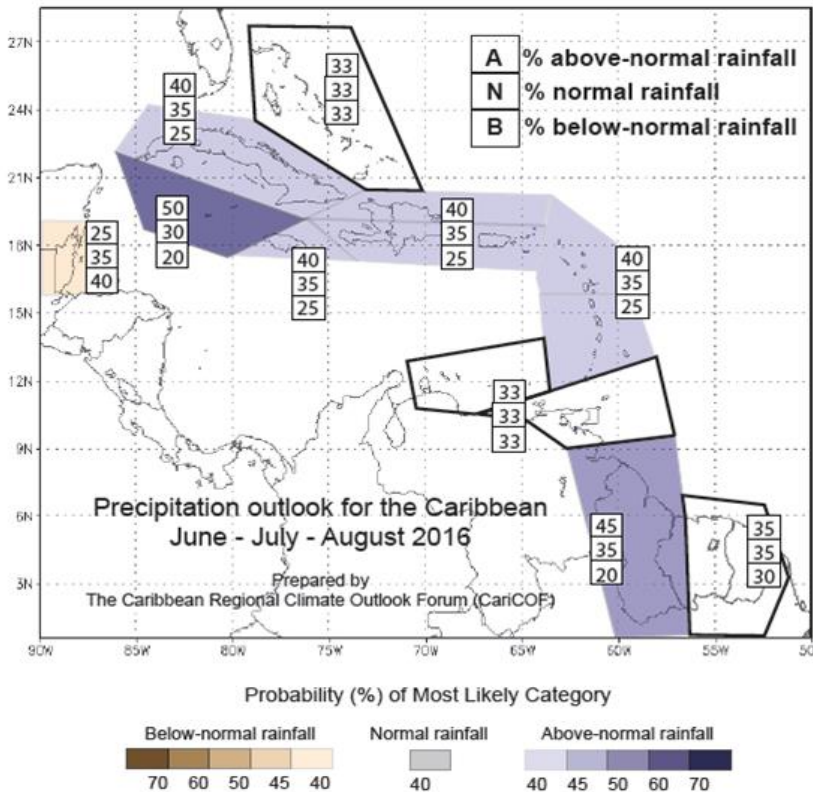 27N
24N
21N
18N
15N
12N
9N
6N
3N
A % above-normal rainfall
N % normal rainfall
B % below-normal rainfall
33
33
33
40
35
25
50
30
20
25
35
40
40
35
25
40
35
25
40
35
25
33
33
33
45
35
20
35
35
30
Precipitation outlook for the Caribbean
June - July - August 2016
Prepared by
The Caribbean Regional Climate Outlook Forum (CariCOF)
90W 85W 80W 75W 70W 65W 60W 55W 50
Probability (%) of Most Likely Category
Below-normal rainfall Normal rainfall Above-normal rainfall
70 60 50 45 40 40 40 45 50 60 70